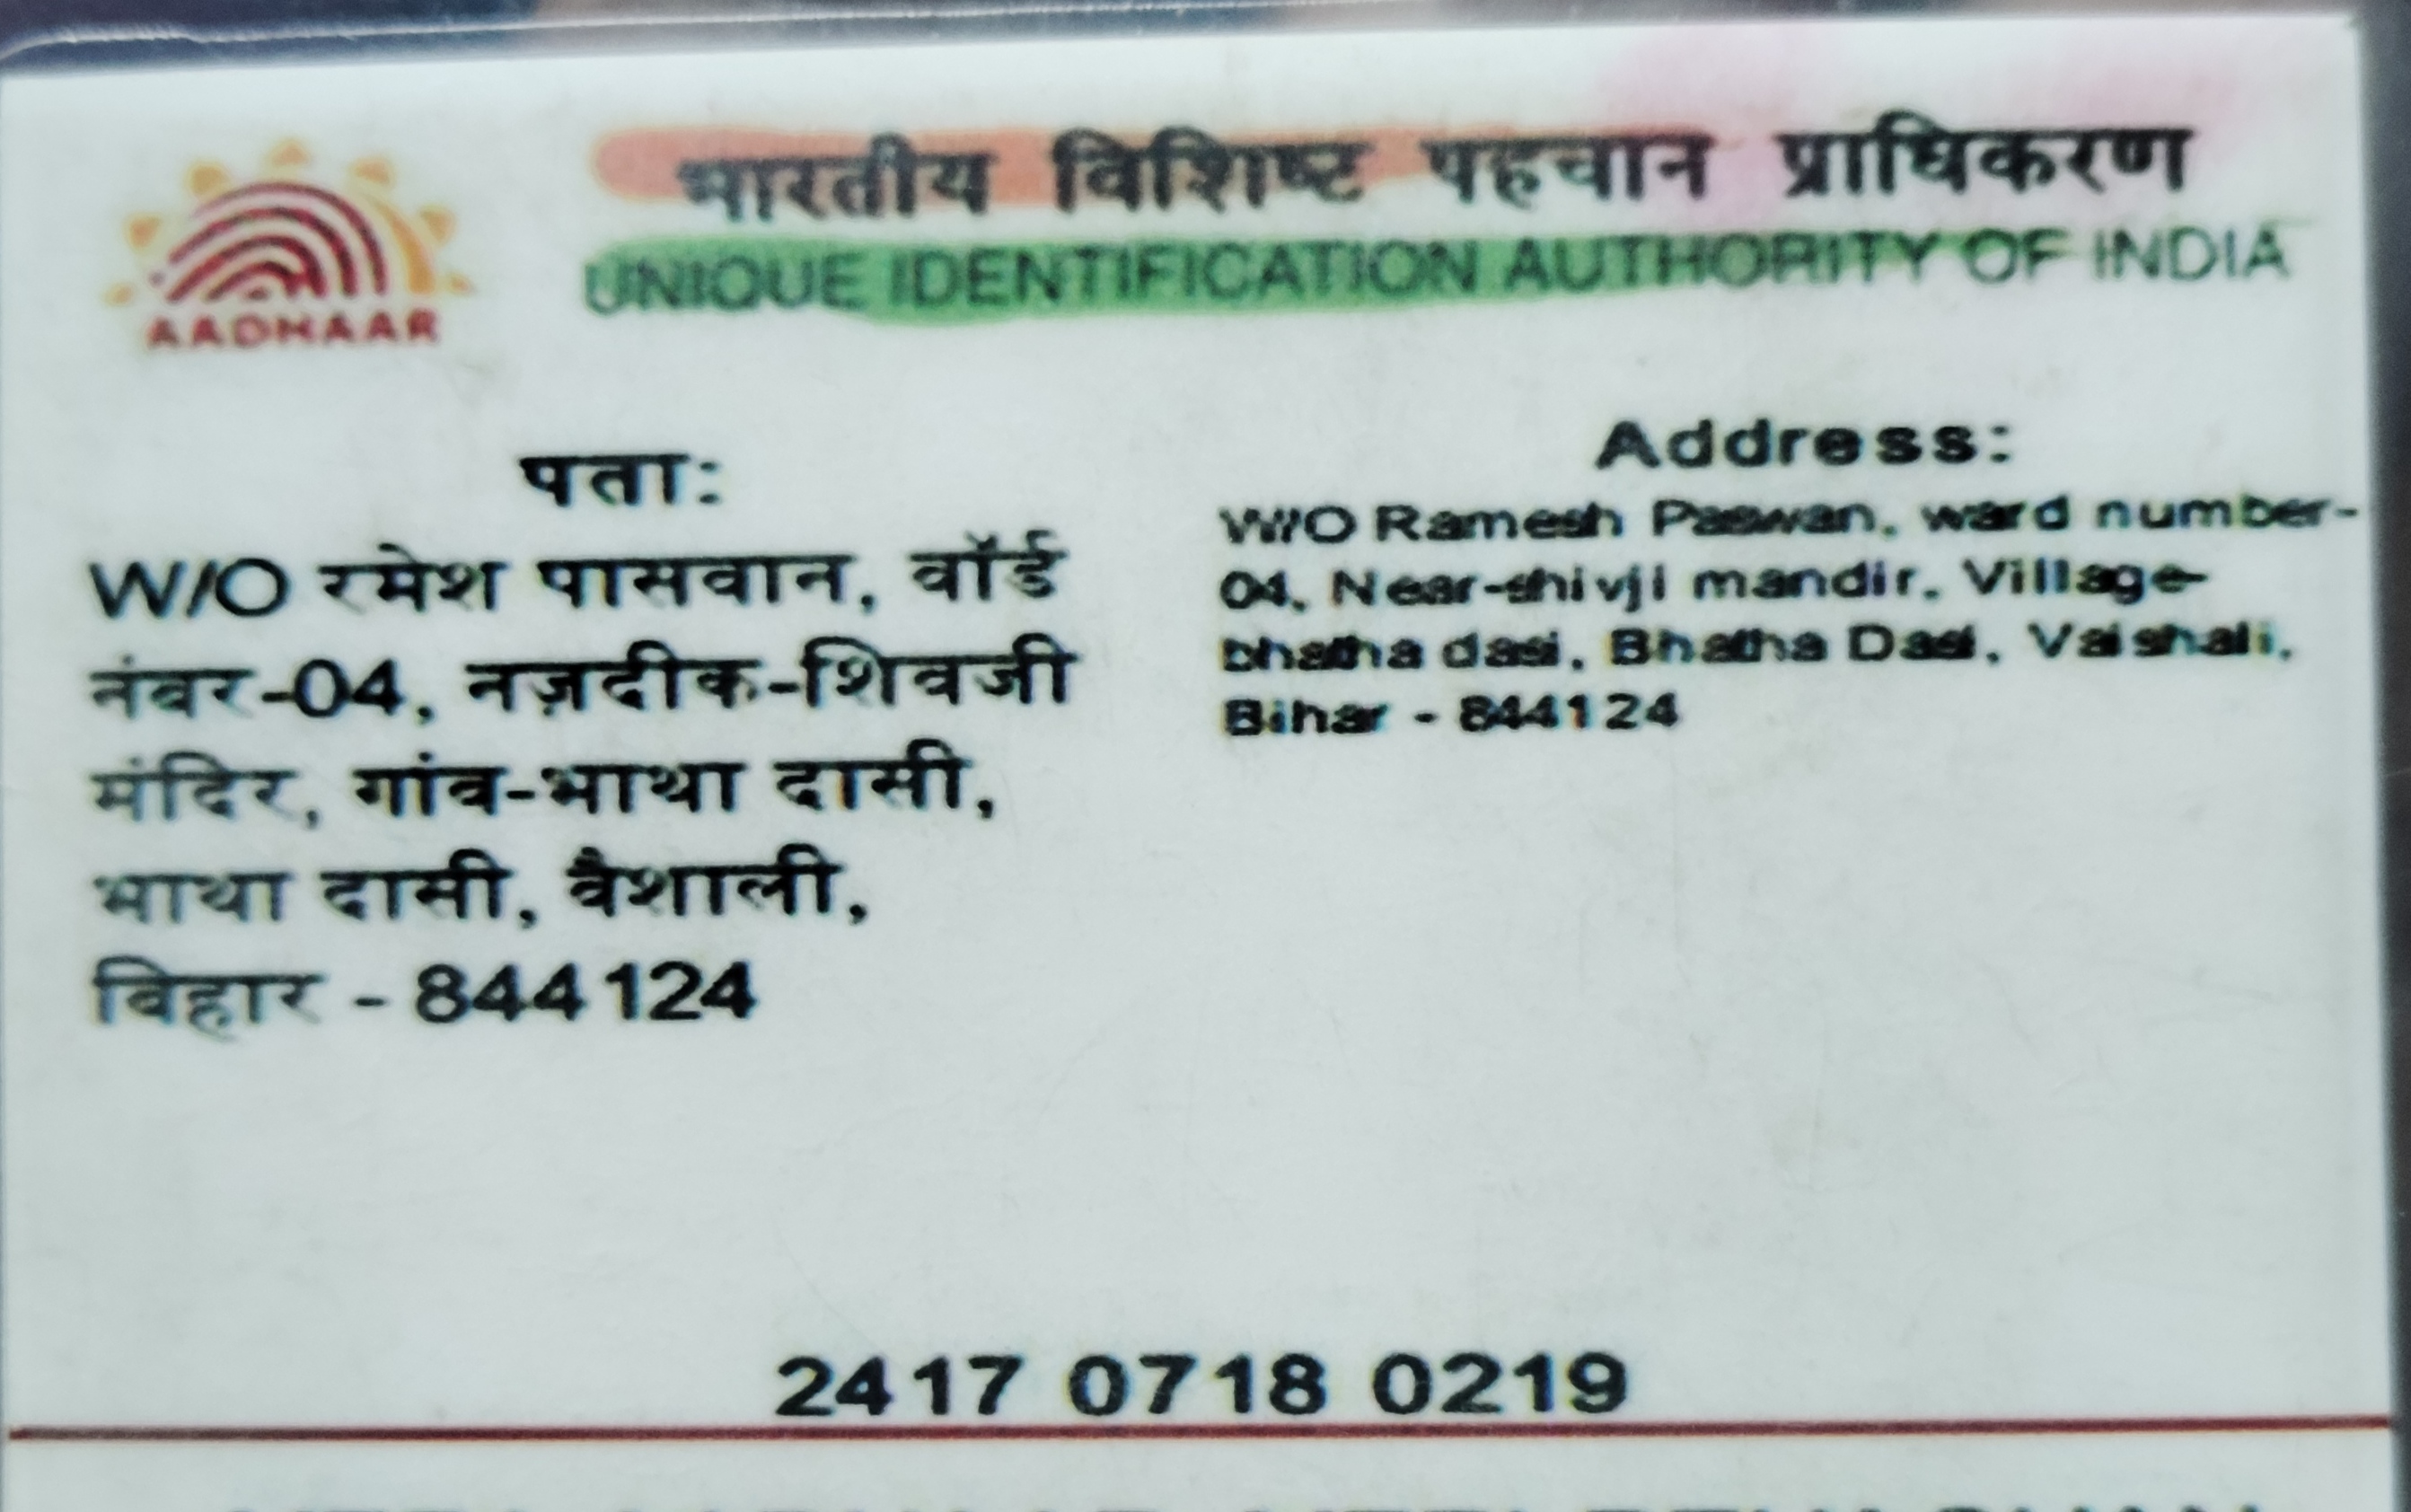 भारतीय विशिष्ट पहचान प्राधिकरण
UNIQUE IDENTIFICATION AUTHORITY OF INDIA
AADHAAR
पता:
W/O रमेश पासवान, वॉर्ड
नंबर-04, नज़दीक-शिवजी
मंदिर, गांव-भाथा दासी,
भाथा दासी, वैशाली,
बिहार - 844124
Address:
W/O Ramesh Paswan, ward number-
04, Near-shivji mandir, Village-
bhatha dasi, Bhatha Dasi, Vaishali,
Bihar - 844124
2417 0718 0219